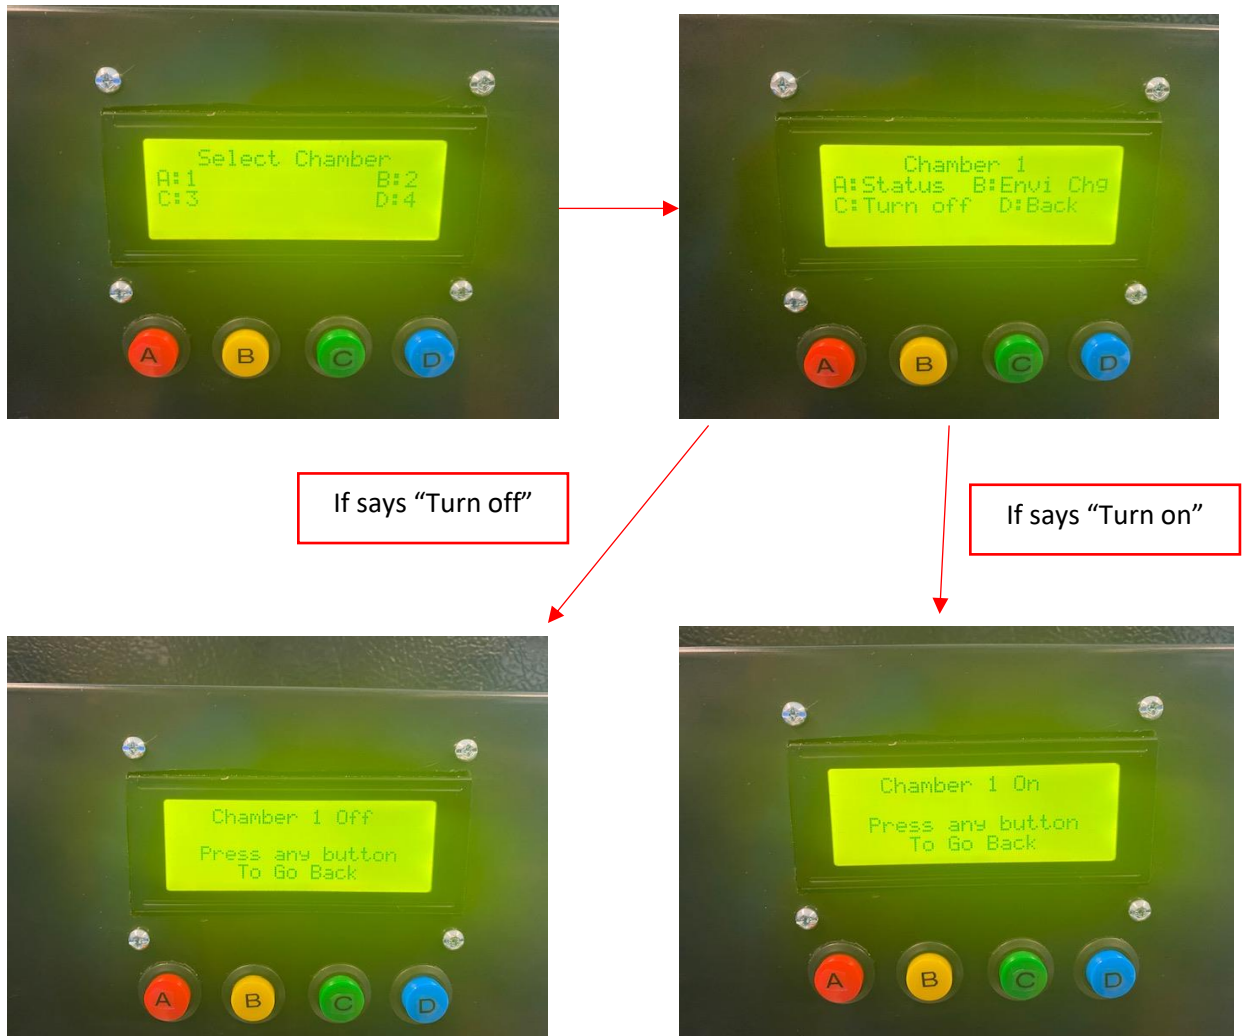 Select Chamber
A:1 B:2
C:3 D:4
A B C D
Chamber 1
A:Status B:Envi Chg
C:Turn off D:Back
A B C D
If says “Turn off”
If says “Turn on”
Chamber 1 Off
Press any button
To Go Back
A B C D
Chamber 1 On
Press any button
To Go Back
A B C D